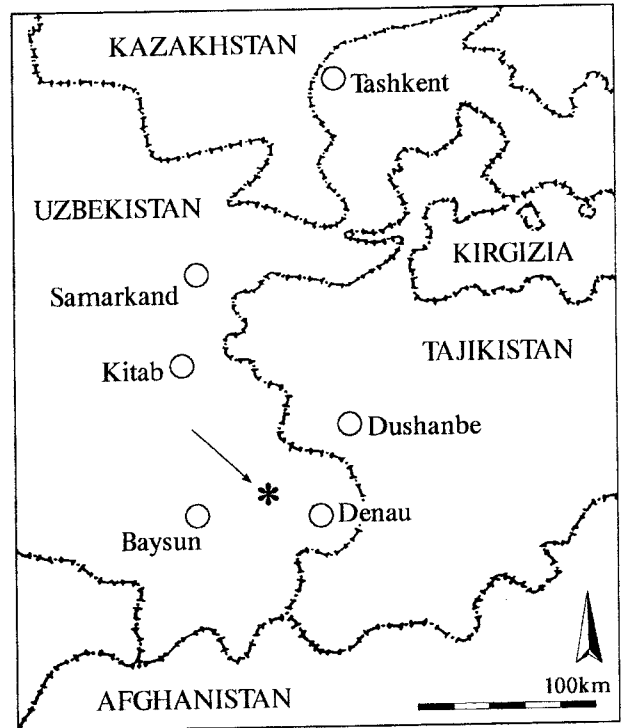 KAZAKHSTAN
Tashkent
UZBEKISTAN
KIRGIZIA
Samarkand
TAJIKISTAN
Kitab
Dushanbe
*
Denau
Baysun
100km
AFGHANISTAN